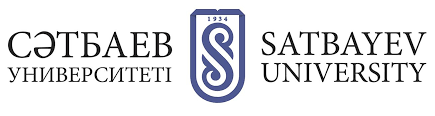 СӘТБАЕВ
УНИВЕРСИТЕТІ
1934
SATBAYEV
UNIVERSITY